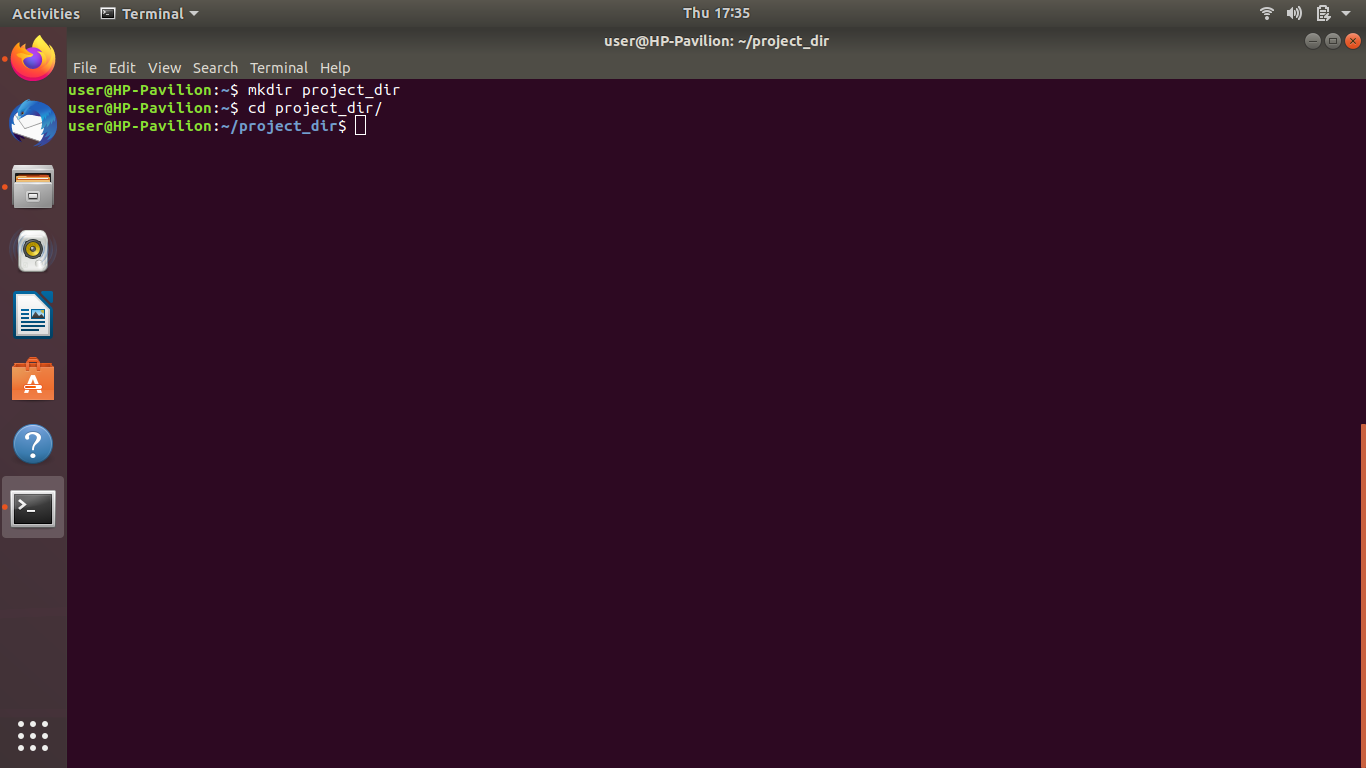 Activities Terminal Thu 17:35
user@HP-Pavilion: ~/project_dir
File Edit View Search Terminal Help
user@HP-Pavilion:~$ mkdir project_dir
user@HP-Pavilion:~$ cd project_dir/
user@HP-Pavilion:~/project_dir$